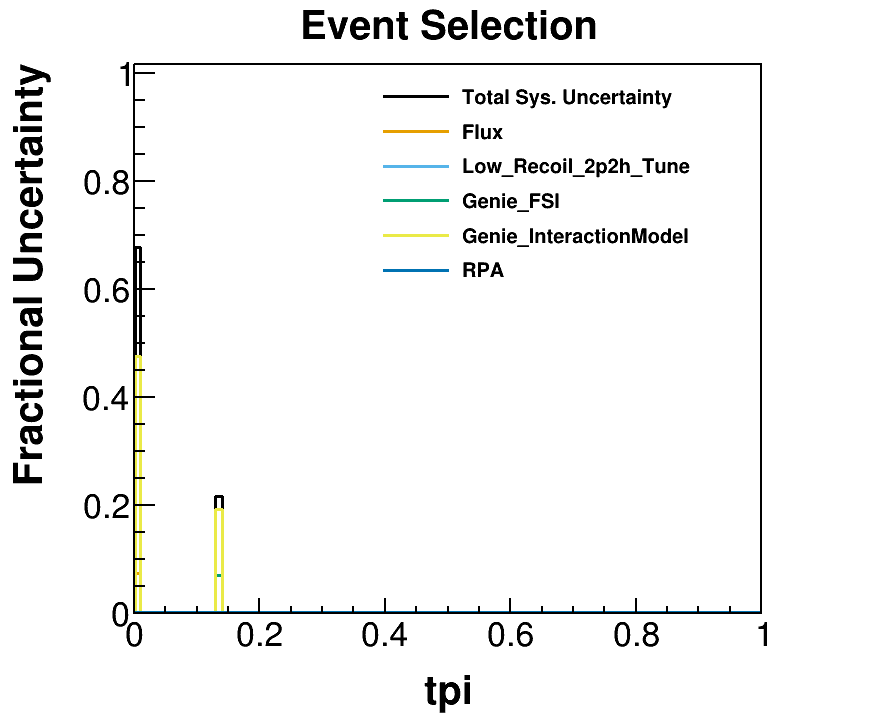 Event Selection
Fractional Uncertainty
1
0.8
0.6
0.4
0.2
0
Total Sys. Uncertainty
Flux
Low_Recoil_2p2h_Tune
Genie_FSI
Genie_InteractionModel
RPA
0 0.2 0.4 0.6 0.8 1
tpi